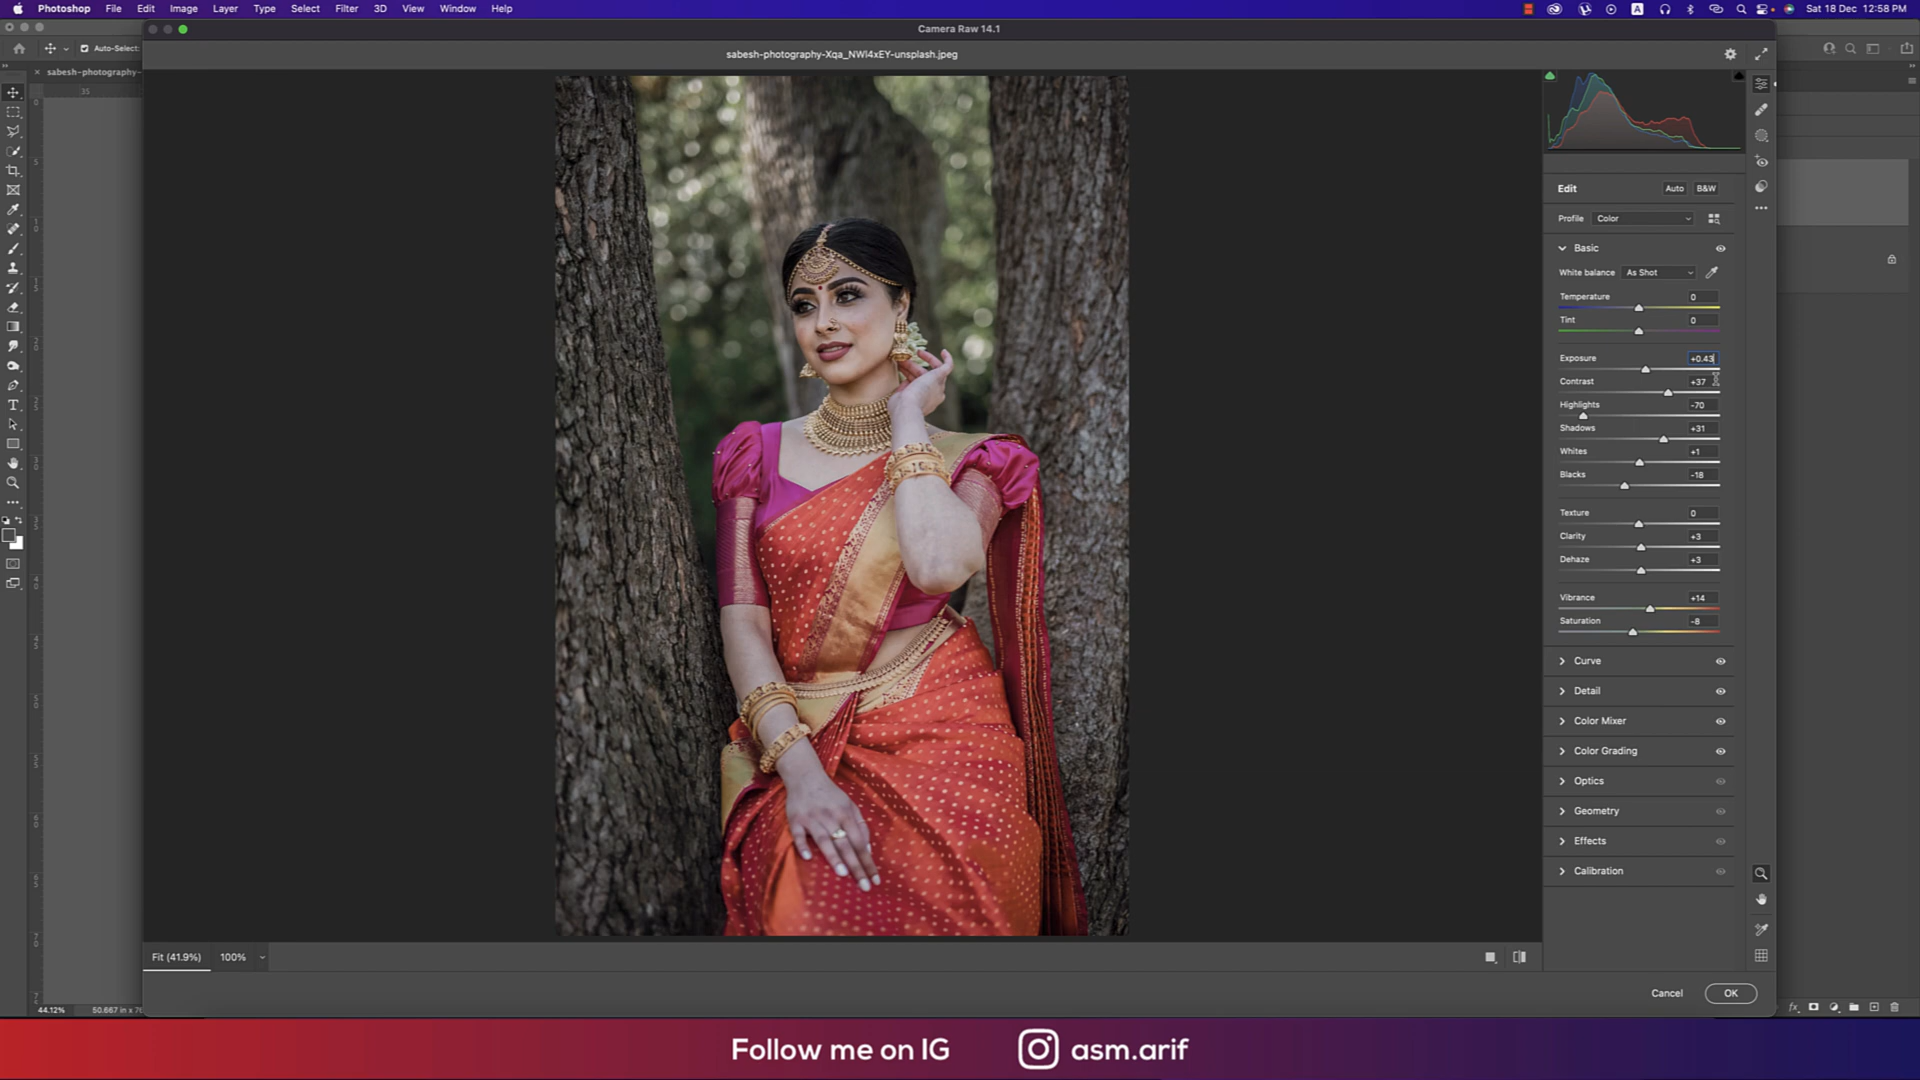 Photoshop File Edit Image Layer Type Select Filter 3D View Window Help A Sat 18 Dec 12:58 PM
Camera Raw 14.1
Auto-Select:
sabesh-photography-Xqa_NWI4xEY-unsplash.jpeg
sabesh-photography-
35
Edit Auto B&W
Profile Color
Basic
White balance As Shot
Temperature 0
Tint 0
Exposure +0.43
Contrast +37
Highlights -70
Shadows +31
Whites +1
Blacks -18
Texture 0
Clarity +3
Dehaze +3
Vibrance +14
Saturation -8
Curve
Detail
Color Mixer
Color Grading
Optics
Geometry
Effects
Calibration
Fit (41.9%) 100%
Cancel OK
44.12% 50.667 in x
fx
Follow me on IG asm.arif